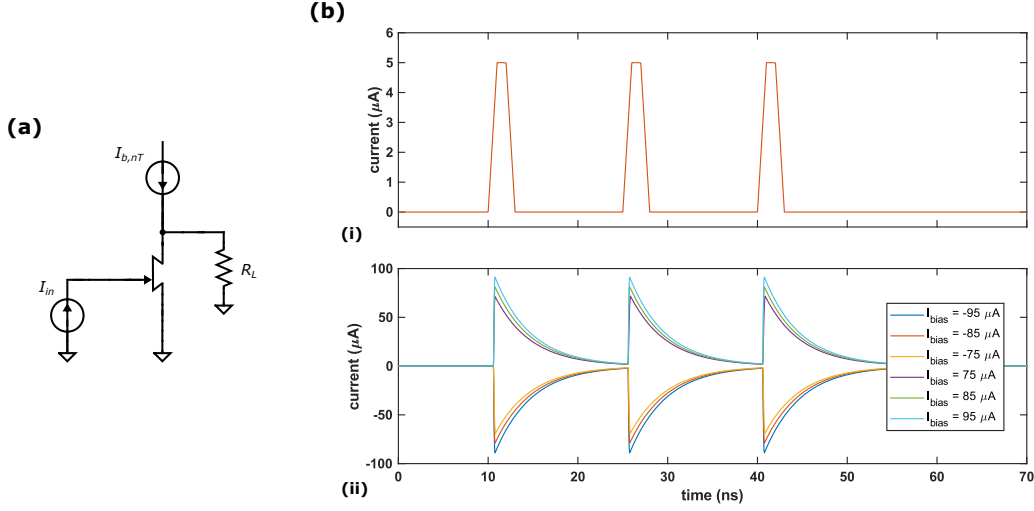 (a)
I_b,nT
I_in
R_L
(b)
current (μA)
6
5
4
3
2
1
0
(i)
current (μA)
100
50
0
-50
-100
0
10
20
30
40
50
60
70
time (ns)
(ii)
I_bias = -95 μA
I_bias = -85 μA
I_bias = -75 μA
I_bias = 75 μA
I_bias = 85 μA
I_bias = 95 μA